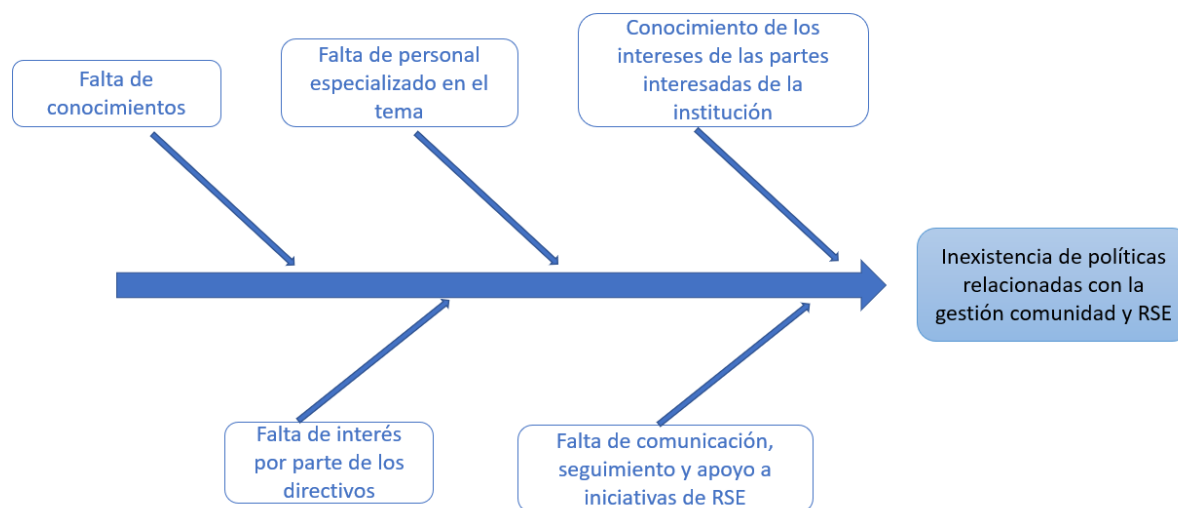 Falta de
conocimientos
Falta de personal
especializado en el
tema
Conocimiento de los
intereses de las partes
interesadas de la
institución
Inexistencia de políticas
relacionadas con la
gestión comunidad y RSE
Falta de interés
por parte de los
directivos
Falta de comunicación,
seguimiento y apoyo a
iniciativas de RSE